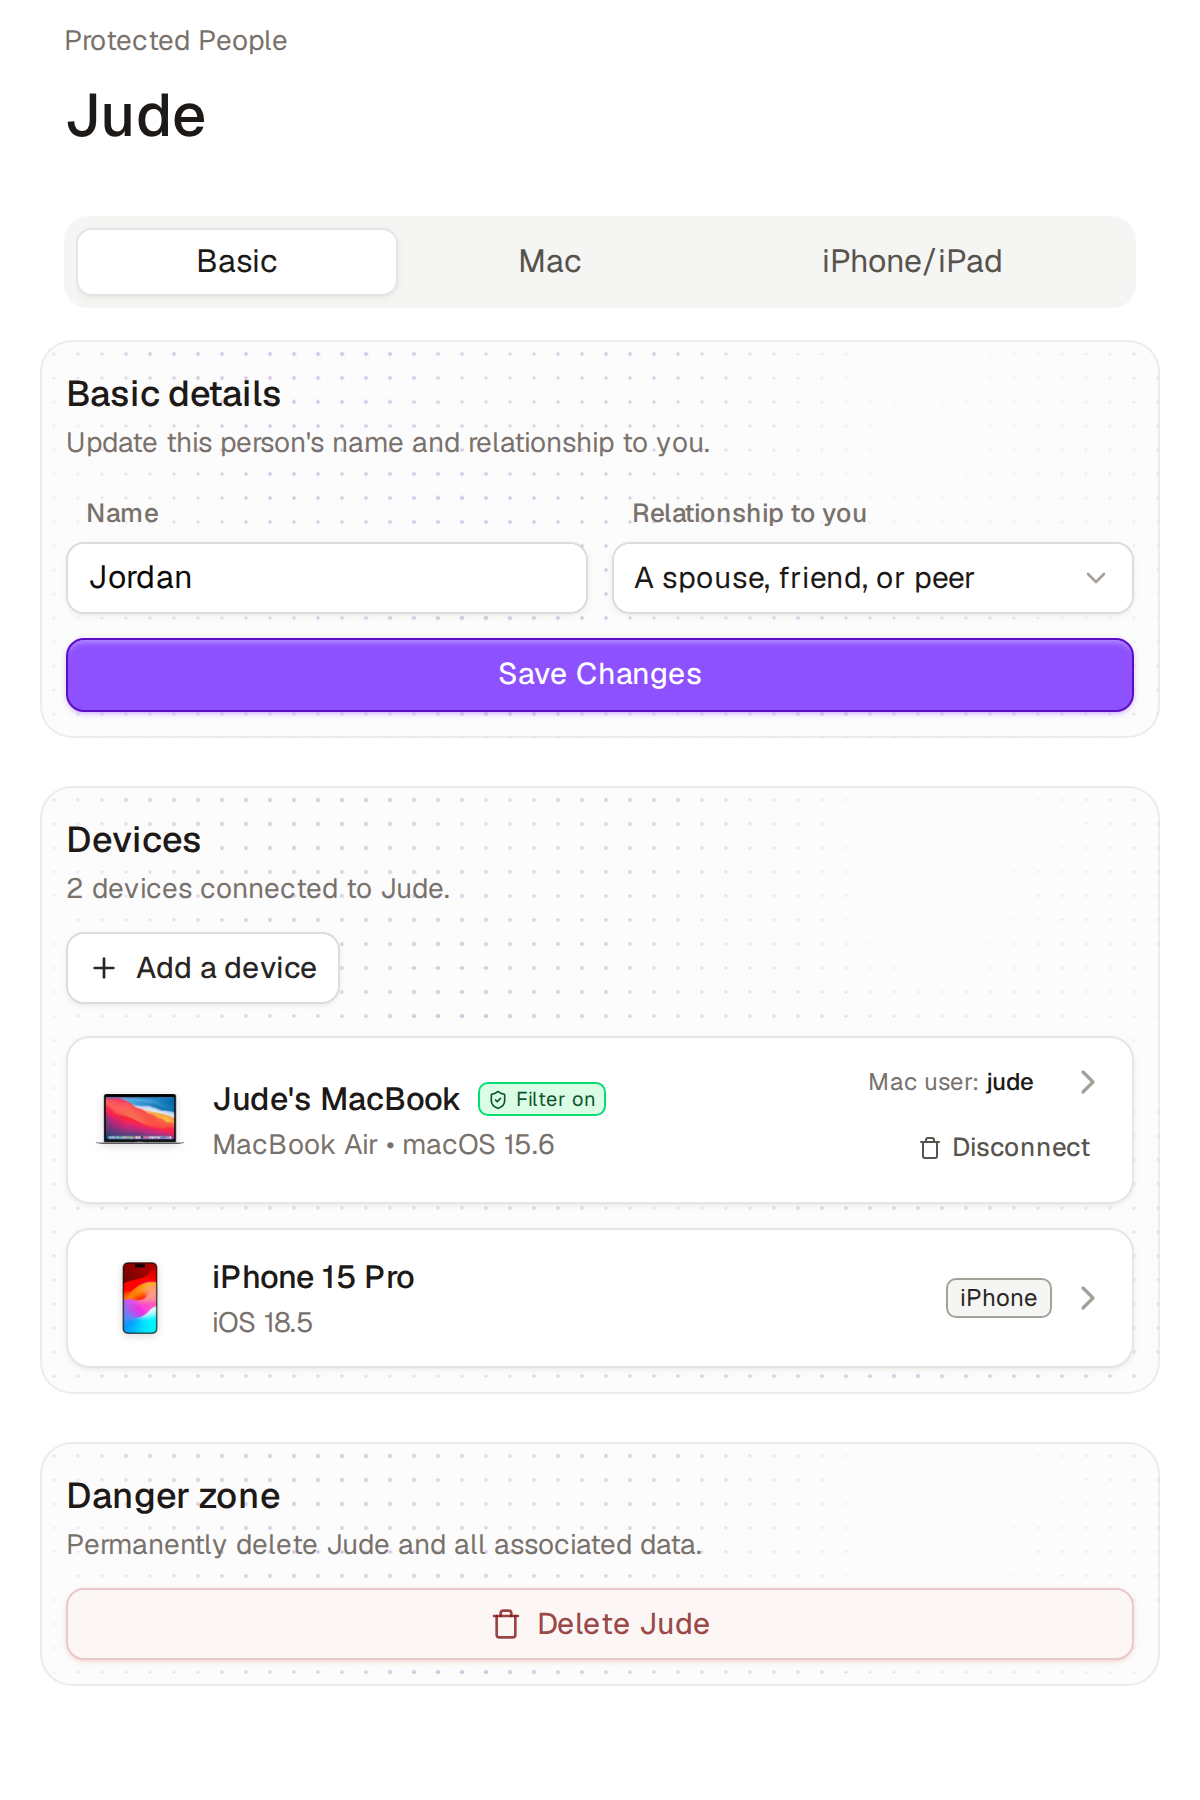 Protected People
Jude
Basic
Mac
iPhone/iPad
Basic details
Update this person's name and relationship to you.
Name
Relationship to you
Jordan
A spouse, friend, or peer
Save Changes
Devices
2 devices connected to Jude.
Add a device
Jude's MacBook
Filter on
MacBook Air • macOS 15.6
Mac user: jude
Disconnect
iPhone 15 Pro
iOS 18.5
iPhone
Danger zone
Permanently delete Jude and all associated data.
Delete Jude